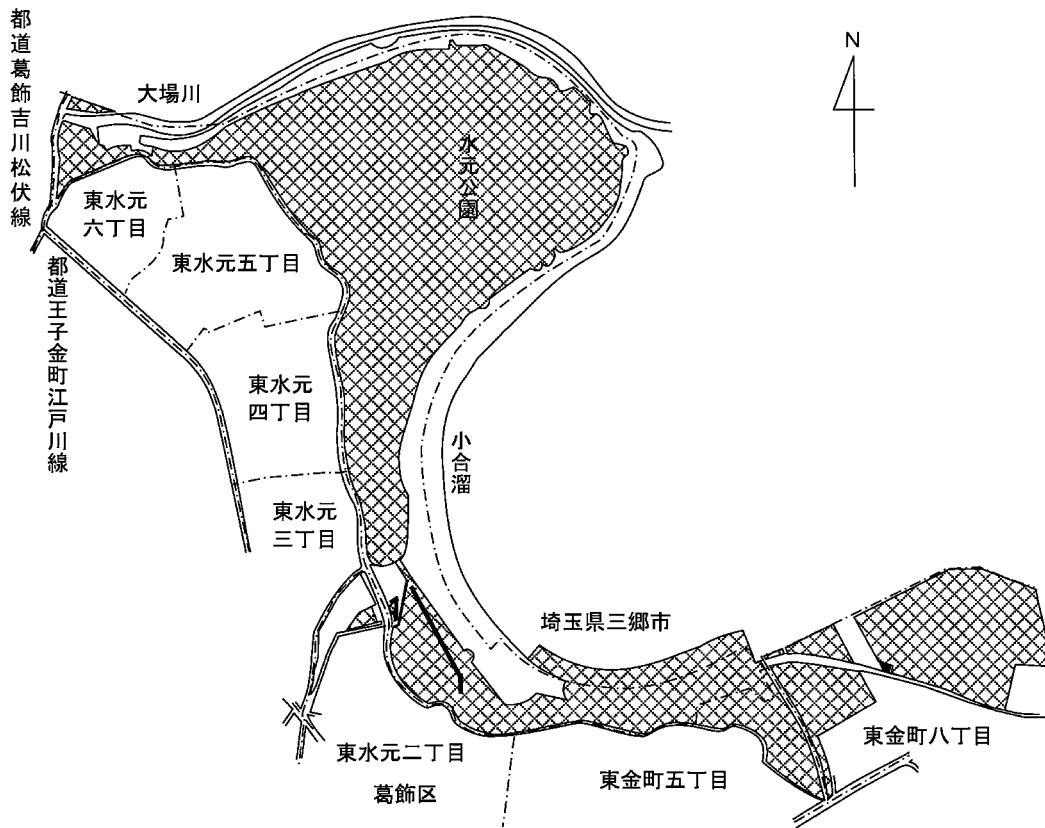 都道葛飾吉川松伏線
大場川
N
水元公園
東水元
六丁目
東水元五丁目
都道王子金町江戸川線
東水元
四丁目
小合溜
東水元
三丁目
埼玉県三郷市
東水元二丁目
東金町八丁目
東金町五丁目
葛飾区